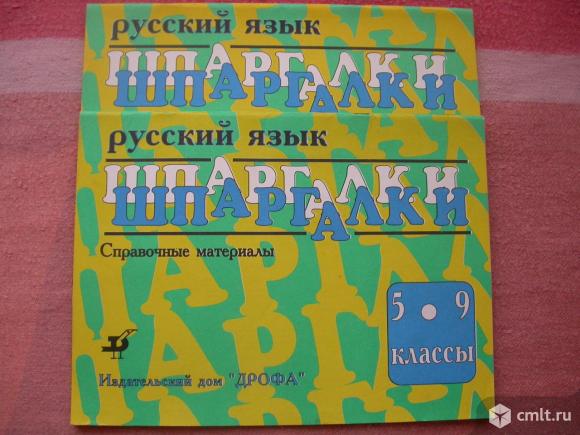 русский язык
ШПАРГАЛКИ
русский язык
ШПАРГАЛКИ
Справочные материалы
5 • 9
классы
Издательский дом "ДРОФА"
cmlt.ru